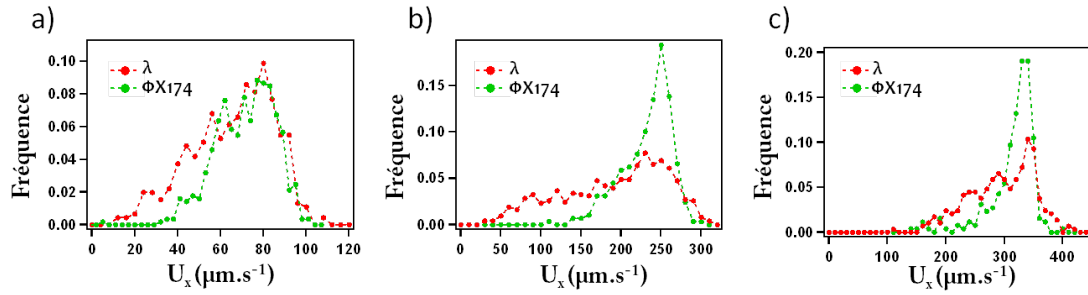 a)
Fréquence
0.10
0.08
0.06
0.04
0.02
0.00
λ
ΦX174
0 20 40 60 80 100 120
Ux (µm.s-1)
b)
Fréquence
0.15
0.10
0.05
0.00
λ
ΦX174
0 50 100 150 200 250 300
Ux (µm.s-1)
c)
Fréquence
0.20
0.15
0.10
0.05
0.00
λ
ΦX174
0 100 200 300 400
Ux (µm.s-1)